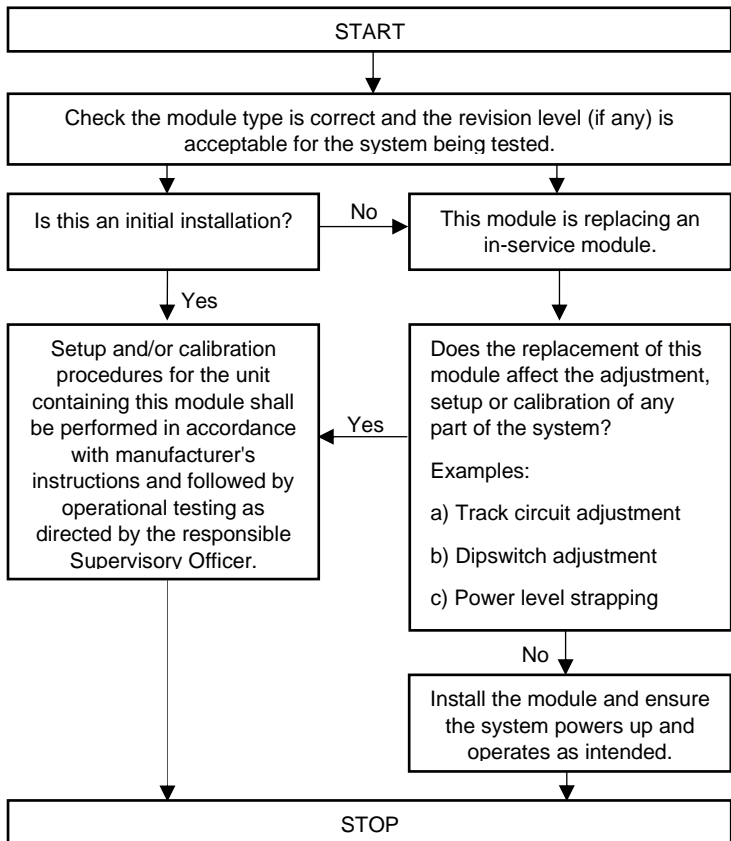 START
Check the module type is correct and the revision level (if any) is
acceptable for the system being tested.
Is this an initial installation?
No
This module is replacing an
in-service module.
Yes
Setup and/or calibration
procedures for the unit
containing this module shall
be performed in accordance
with manufacturer's
instructions and followed by
operational testing as
directed by the responsible
Supervisory Officer.
Yes
Does the replacement of this
module affect the adjustment,
setup or calibration of any
part of the system?
Examples:
a) Track circuit adjustment
b) Dipswitch adjustment
c) Power level strapping
No
Install the module and ensure
the system powers up and
operates as intended.
STOP